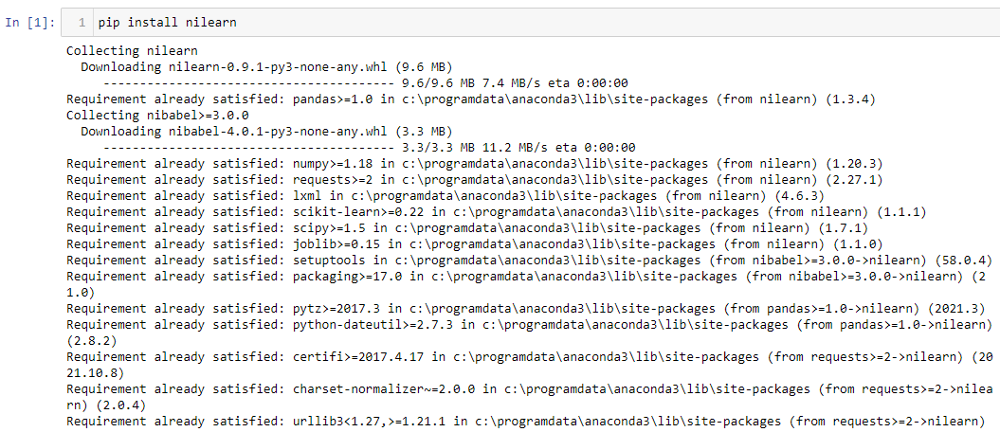 In [1]: 1 pip install nilearn
Collecting nilearn
Downloading nilearn-0.9.1-py3-none-any.whl (9.6 MB)
---------------------------------------- 9.6/9.6 MB 7.4 MB/s eta 0:00:00
Requirement already satisfied: pandas>=1.0 in c:\programdata\anaconda3\lib\site-packages (from nilearn) (1.3.4)
Collecting nibabel>=3.0.0
Downloading nibabel-4.0.1-py3-none-any.whl (3.3 MB)
---------------------------------------- 3.3/3.3 MB 11.2 MB/s eta 0:00:00
Requirement already satisfied: numpy>=1.18 in c:\programdata\anaconda3\lib\site-packages (from nilearn) (1.20.3)
Requirement already satisfied: requests>=2 in c:\programdata\anaconda3\lib\site-packages (from nilearn) (2.27.1)
Requirement already satisfied: lxml in c:\programdata\anaconda3\lib\site-packages (from nilearn) (4.6.3)
Requirement already satisfied: scikit-learn>=0.22 in c:\programdata\anaconda3\lib\site-packages (from nilearn) (1.1.1)
Requirement already satisfied: scipy>=1.5 in c:\programdata\anaconda3\lib\site-packages (from nilearn) (1.7.1)
Requirement already satisfied: joblib>=0.15 in c:\programdata\anaconda3\lib\site-packages (from nilearn) (1.1.0)
Requirement already satisfied: setuptools in c:\programdata\anaconda3\lib\site-packages (from nibabel>=3.0.0->nilearn) (58.0.4)
Requirement already satisfied: packaging>=17.0 in c:\programdata\anaconda3\lib\site-packages (from nibabel>=3.0.0->nilearn) (2
1.0)
Requirement already satisfied: pytz>=2017.3 in c:\programdata\anaconda3\lib\site-packages (from pandas>=1.0->nilearn) (2021.3)
Requirement already satisfied: python-dateutil>=2.7.3 in c:\programdata\anaconda3\lib\site-packages (from pandas>=1.0->nilearn)
(2.8.2)
Requirement already satisfied: certifi>=2017.4.17 in c:\programdata\anaconda3\lib\site-packages (from requests>=2->nilearn) (20
21.10.8)
Requirement already satisfied: charset-normalizer~=2.0.0 in c:\programdata\anaconda3\lib\site-packages (from requests>=2->nilea
rn) (2.0.4)
Requirement already satisfied: urllib3<1.27,>=1.21.1 in c:\programdata\anaconda3\lib\site-packages (from requests>=2->nilearn)